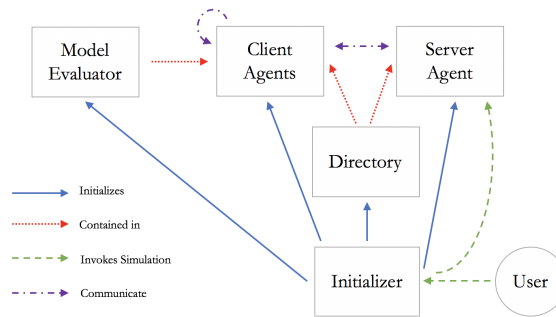 Model
Evaluator
Client
Agents
Server
Agent
Directory
Initializes
Contained in
Invokes Simulation
Communicate
Initializer
User